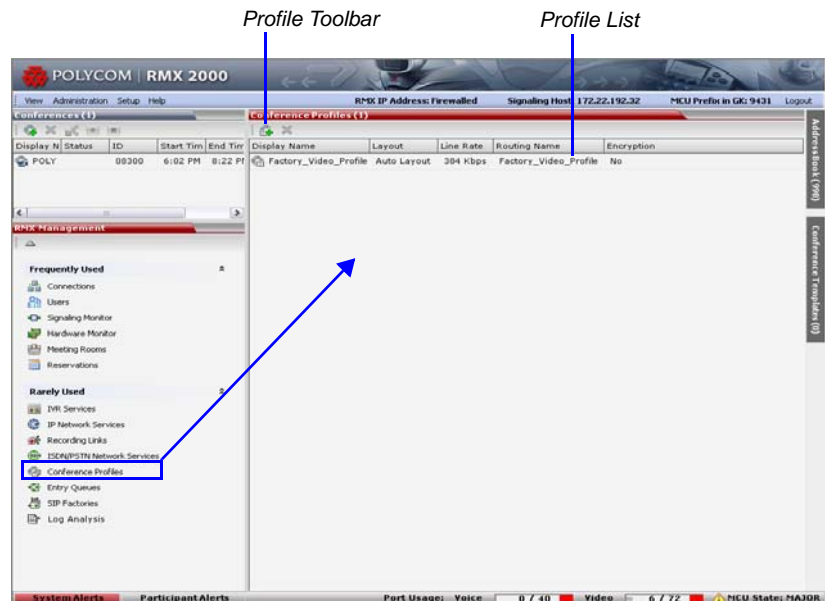 Profile Toolbar
Profile List
POLYCOM | RMX 2000
View Administration Setup Help
RMX IP Address: Firewalled
Signaling Host: 172.22.192.32
MCU Prefix in GK: 9431
Logout
Conferences (1)
Display N Status ID Start Tim End Tim
POLY 08300 6:02 PM 8:22 PM
Conference Profiles (1)
Display Name Layout Line Rate Routing Name Encryption
Factory_Video_Profile Auto Layout 384 Kbps Factory_Video_Profile No
RMX Management
Frequently Used
Connections
Users
Signaling Monitor
Hardware Monitor
Meeting Rooms
Reservations
Rarely Used
IVR Services
IP Network Services
Recording Links
ISDN/PSTN Network Services
Conference Profiles
Entry Queues
SIP Factories
Log Analysis
Address Book (998)
Conference Templates (0)
System Alerts
Participant Alerts
Port Usage: Voice 0 / 40 Video 6 / 72
MCU State: MAJOR